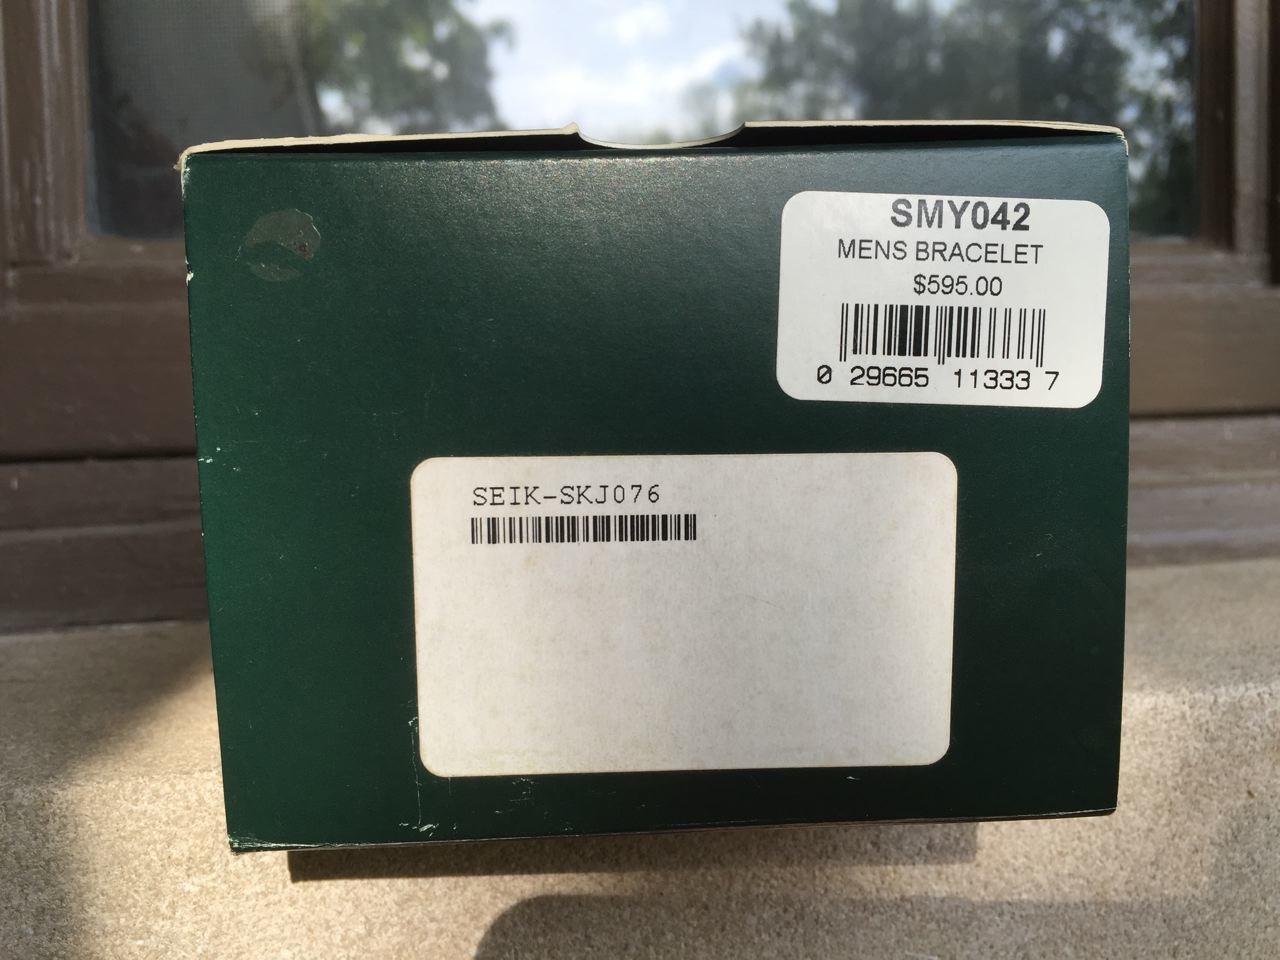 SMY042
MENS BRACELET
$595.00
0 29665 11333 7
SEIK-SKJ076